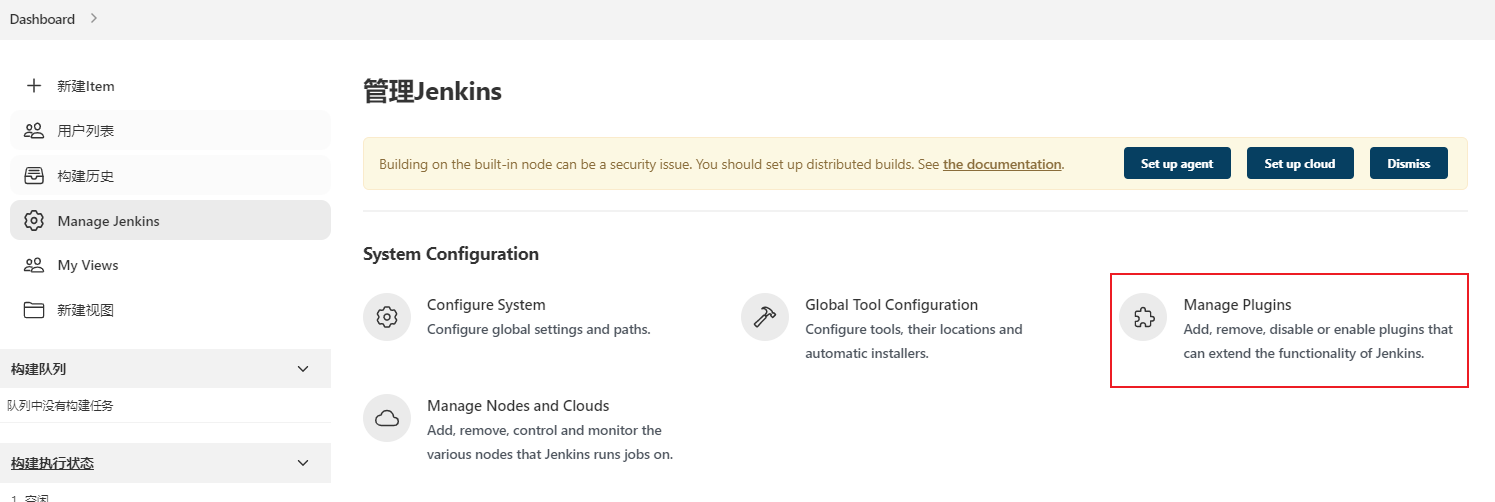 Dashboard
新建Item
用户列表
构建历史
Manage Jenkins
My Views
新建视图
构建队列
队列中没有构建任务
构建执行状态
1 空闲
管理Jenkins
Building on the built-in node can be a security issue. You should set up distributed builds. See the documentation.
Set up agent
Set up cloud
Dismiss
System Configuration
Configure System
Configure global settings and paths.
Global Tool Configuration
Configure tools, their locations and
automatic installers.
Manage Plugins
Add, remove, disable or enable plugins that
can extend the functionality of Jenkins.
Manage Nodes and Clouds
Add, remove, control and monitor the
various nodes that Jenkins runs jobs on.